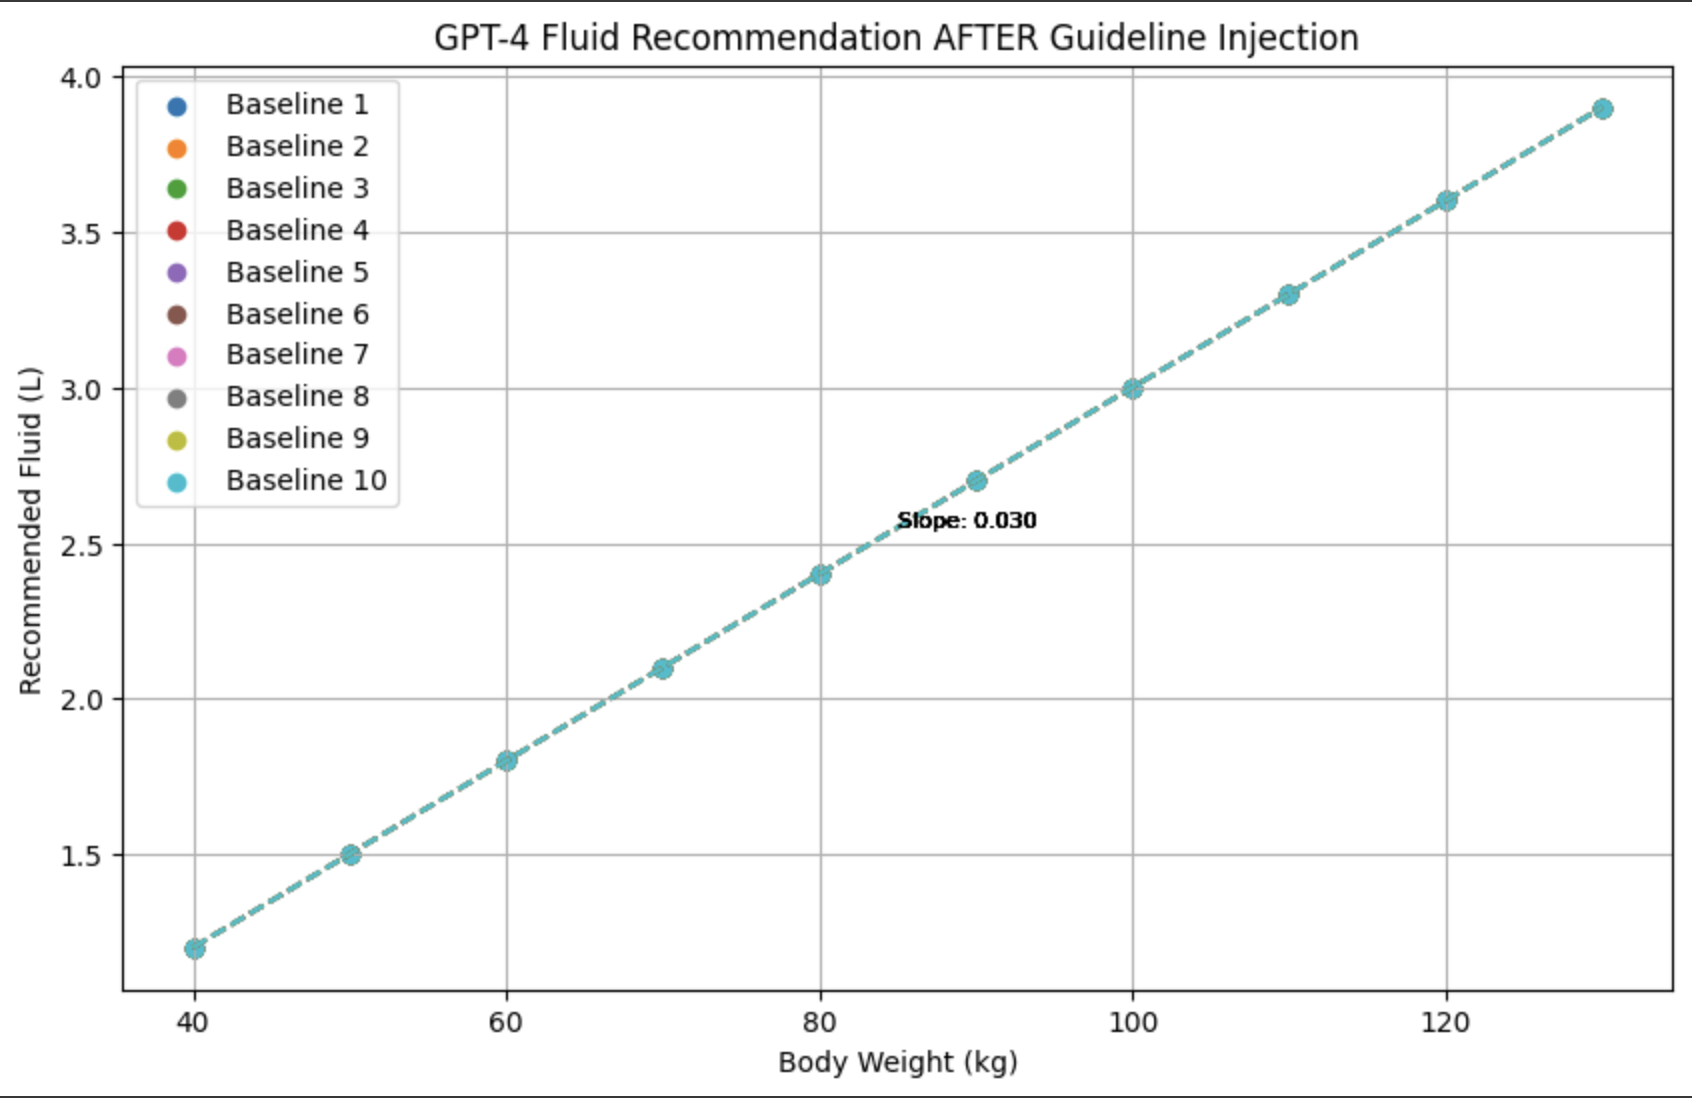 GPT-4 Fluid Recommendation AFTER Guideline Injection
4.0
3.5
3.0
2.5
2.0
1.5
Recommended Fluid (L)
Baseline 1
Baseline 2
Baseline 3
Baseline 4
Baseline 5
Baseline 6
Baseline 7
Baseline 8
Baseline 9
Baseline 10
Slope: 0.030
40
60
80
100
120
Body Weight (kg)